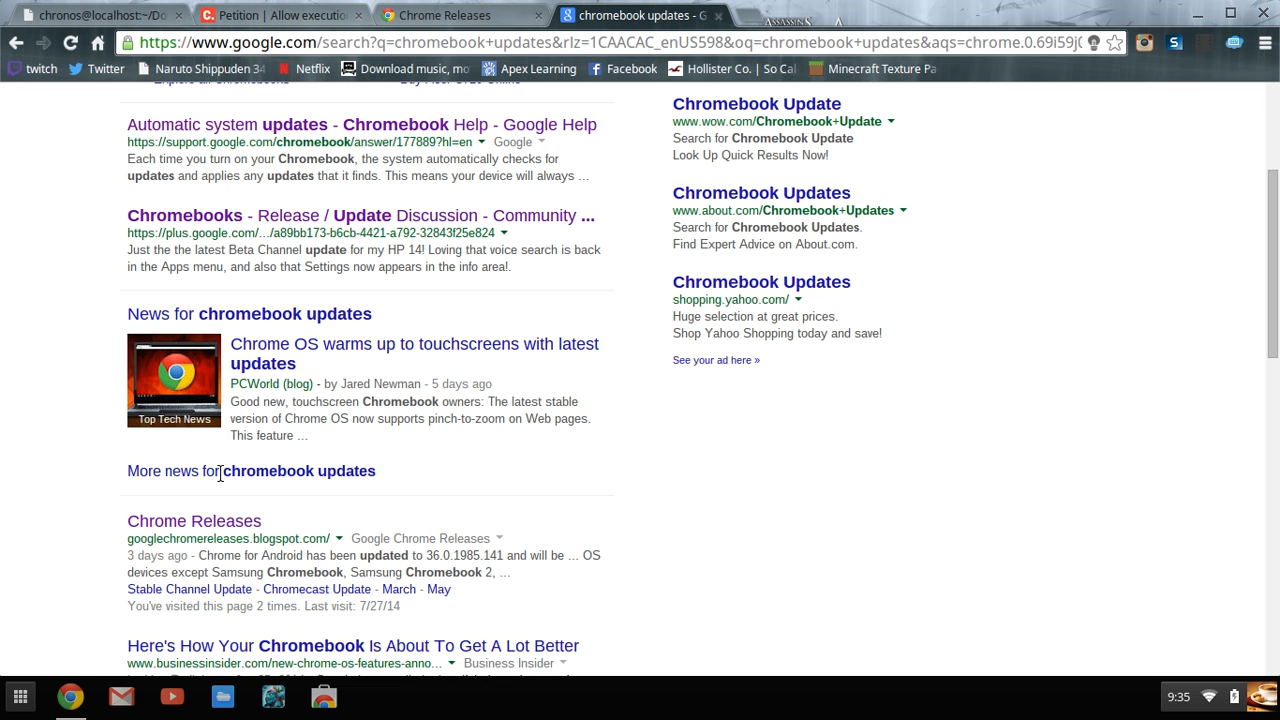 chronos@localhost:~/Do
Petition | Allow executio
Chrome Releases
chromebook updates - G
ASSASSINS
https://www.google.com/search?q=chromebook+updates&rlz=1CAACAC_enUS598&oq=chromebook+updates&aqs=chrome.0.69i59j0
twitch
Twitter
Naruto Shippuden 34
Netflix
Download music, mo
Apex Learning
Facebook
Hollister Co. | So Cal
Minecraft Texture Pa
Automatic system updates - Chromebook Help - Google Help
https://support.google.com/chromebook/answer/177889?hl=en Google
Each time you turn on your Chromebook, the system automatically checks for
updates and applies any updates that it finds. This means your device will always ...
Chromebooks - Release / Update Discussion - Community ...
https://plus.google.com/.../a89bb173-b6cb-4421-a792-32843f25e824
Just the the latest Beta Channel update for my HP 14! Loving that voice search is back
in the Apps menu, and also that Settings now appears in the info area!.
News for chromebook updates
Chrome OS warms up to touchscreens with latest
updates
PCWorld (blog) - by Jared Newman - 5 days ago
Good new, touchscreen Chromebook owners: The latest stable
version of Chrome OS now supports pinch-to-zoom on Web pages.
This feature ...
Top Tech News
More news for chromebook updates
Chrome Releases
googlechromereleases.blogspot.com/ Google Chrome Releases
3 days ago - Chrome for Android has been updated to 36.0.1985.141 and will be ... OS
devices except Samsung Chromebook, Samsung Chromebook 2, ...
Stable Channel Update - Chromecast Update - March - May
You've visited this page 2 times. Last visit: 7/27/14
Here's How Your Chromebook Is About To Get A Lot Better
www.businessinsider.com/new-chrome-os-features-anno... Business Insider
Chromebook Update
www.wow.com/Chromebook+Update
Search for Chromebook Update
Look Up Quick Results Now!
Chromebook Updates
www.about.com/Chromebook+Updates
Search for Chromebook Updates.
Find Expert Advice on About.com.
Chromebook Updates
shopping.yahoo.com/
Huge selection at great prices.
Shop Yahoo Shopping today and save!
See your ad here »
9:35